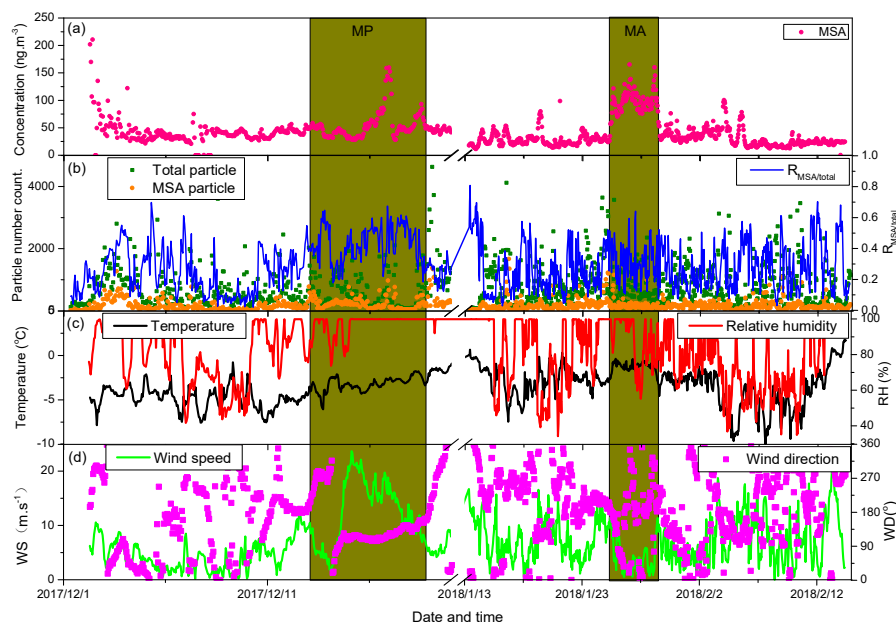 (a)
MP
MA
MSA
Concentration (ng.m-3)
250
200
150
100
50
0
(b)
Total particle
MSA particle
RMSA/total
Particle number count.
4000
2000
RMSA/total
1.0
0.8
0.6
0.4
0.2
0.0
(c)
Temperature
Relative humidity
Temperature (°C)
0
-5
-10
RH (%)
100
80
60
40
(d)
Wind speed
Wind direction
WS (m.s-1)
20
10
0
WD(°)
360
270
180
90
0
2017/12/1
2017/12/11
2018/1/13
2018/1/23
2018/2/2
2018/2/12
Date and time